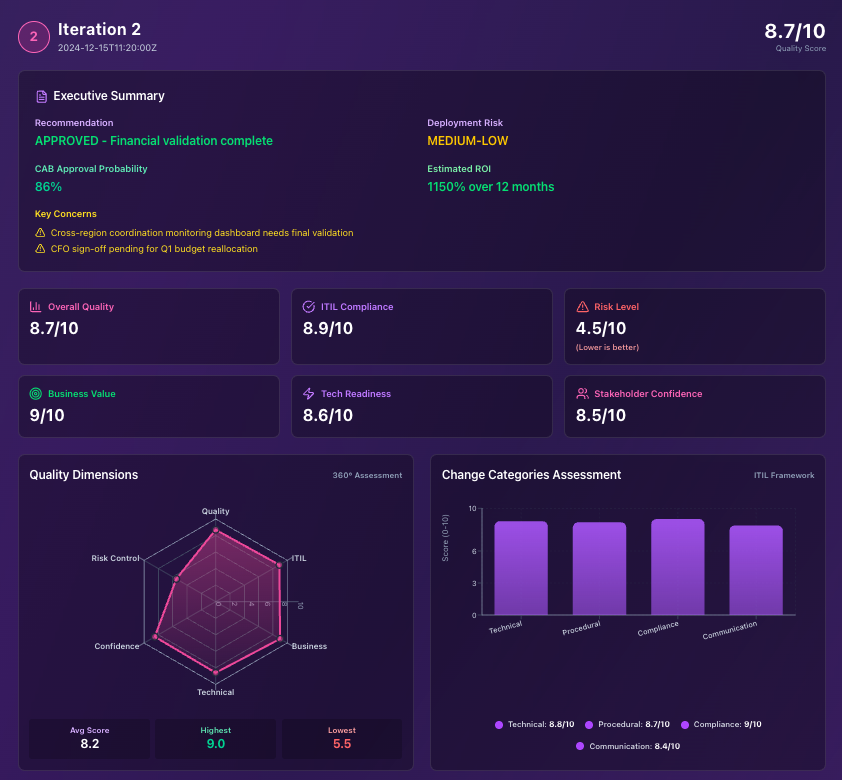 2
Iteration 2
2024-12-15T11:20:00Z
8.7/10
Quality Score
Executive Summary
Recommendation
APPROVED - Financial validation complete
Deployment Risk
MEDIUM-LOW
CAB Approval Probability
86%
Estimated ROI
1150% over 12 months
Key Concerns
Cross-region coordination monitoring dashboard needs final validation
CFO sign-off pending for Q1 budget reallocation
Overall Quality
8.7/10
ITIL Compliance
8.9/10
Risk Level
4.5/10
(Lower is better)
Business Value
9/10
Tech Readiness
8.6/10
Stakeholder Confidence
8.5/10
Quality Dimensions
360° Assessment
Quality
ITIL
Business
Technical
Confidence
Risk Control
0 2 4 6 8 10
Avg Score
8.2
Highest
9.0
Lowest
5.5
Change Categories Assessment
ITIL Framework
Score (0-10)
10
6
3
0
Technical
Procedural
Compliance
Communication
Technical: 8.8/10
Procedural: 8.7/10
Compliance: 9/10
Communication: 8.4/10